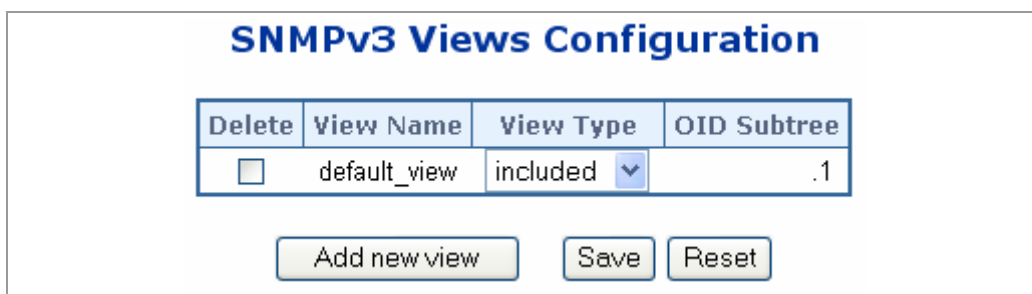 SNMPv3 Views Configuration
Delete View Name View Type OID Subtree
default_view included .1
Add new view Save Reset